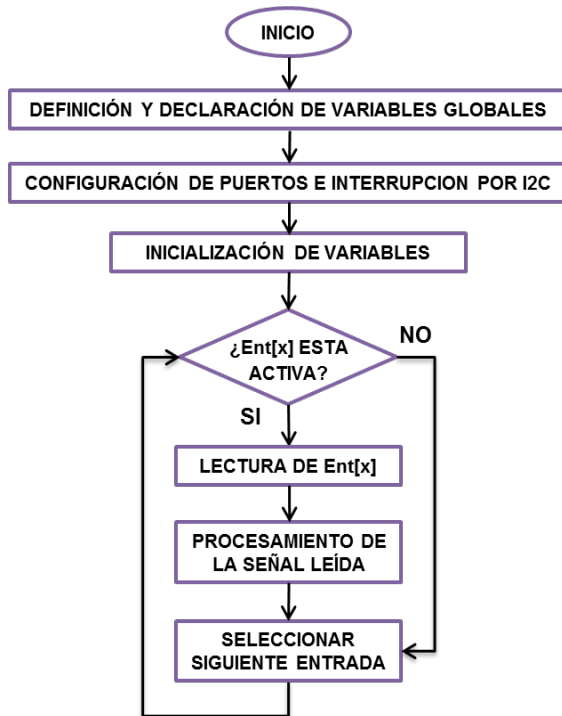 INICIO
DEFINICIÓN Y DECLARACIÓN DE VARIABLES GLOBALES
CONFIGURACIÓN DE PUERTOS E INTERRUPCION POR I2C
INICIALIZACIÓN DE VARIABLES
¿Ent[x] ESTA
ACTIVA?
NO
SI
LECTURA DE Ent[x]
PROCESAMIENTO DE
LA SEÑAL LEÍDA
SELECCIONAR
SIGUIENTE ENTRADA